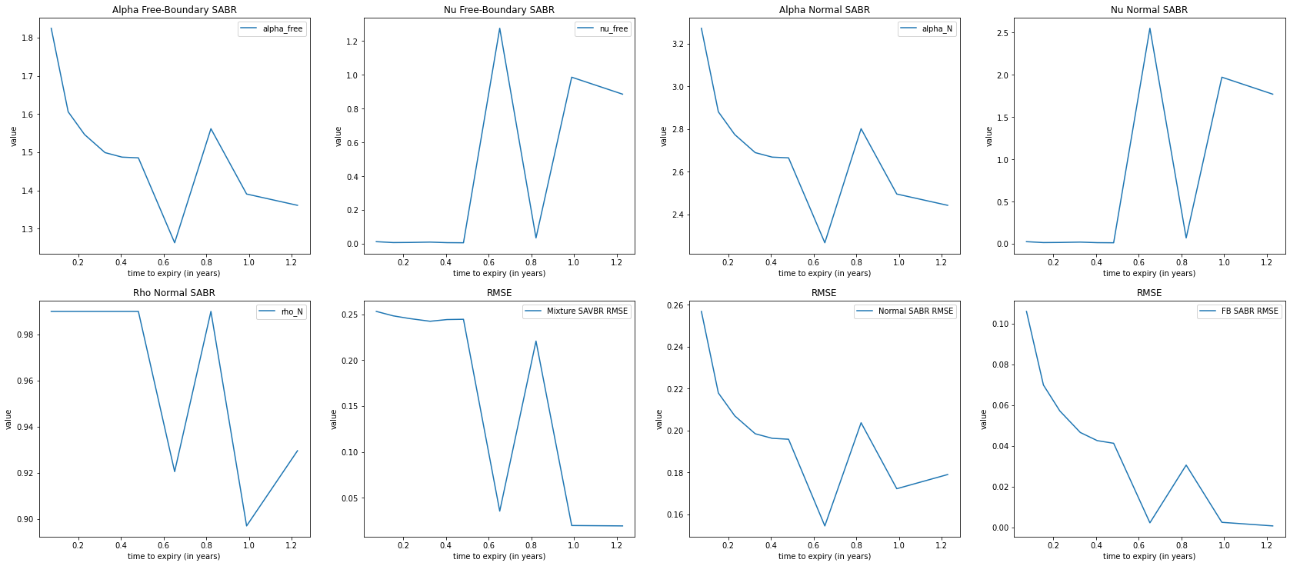 Alpha Free-Boundary SABR
alpha_free
value
1.8
1.7
1.6
1.5
1.4
1.3
0.2 0.4 0.6 0.8 1.0 1.2
time to expiry (in years)
Nu Free-Boundary SABR
nu_free
value
1.2
1.0
0.8
0.6
0.4
0.2
0.0
0.2 0.4 0.6 0.8 1.0 1.2
time to expiry (in years)
Alpha Normal SABR
alpha_N
value
3.2
3.0
2.8
2.6
2.4
0.2 0.4 0.6 0.8 1.0 1.2
time to expiry (in years)
Nu Normal SABR
nu_N
value
2.5
2.0
1.5
1.0
0.5
0.0
0.2 0.4 0.6 0.8 1.0 1.2
time to expiry (in years)
Rho Normal SABR
rho_N
value
0.98
0.96
0.94
0.92
0.90
0.2 0.4 0.6 0.8 1.0 1.2
time to expiry (in years)
RMSE
Mixture SAVBR RMSE
value
0.25
0.20
0.15
0.10
0.05
0.2 0.4 0.6 0.8 1.0 1.2
time to expiry (in years)
RMSE
Normal SABR RMSE
value
0.26
0.24
0.22
0.20
0.18
0.16
0.2 0.4 0.6 0.8 1.0 1.2
time to expiry (in years)
RMSE
FB SABR RMSE
value
0.10
0.08
0.06
0.04
0.02
0.00
0.2 0.4 0.6 0.8 1.0 1.2
time to expiry (in years)